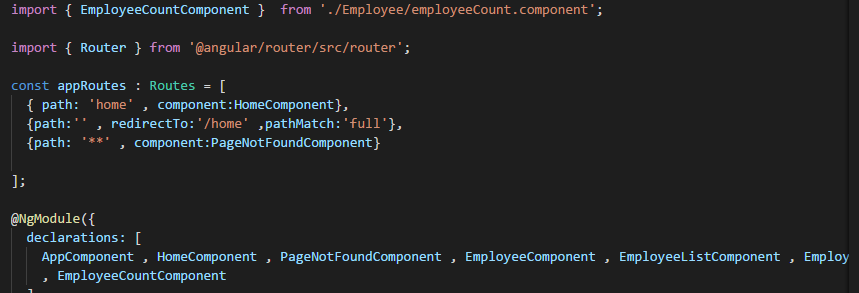 import { EmployeeCountComponent }  from './Employee/employeeCount.component';
import { Router } from '@angular/router/src/router';
const appRoutes : Routes = [
{ path: 'home' , component:HomeComponent},
{path:'' , redirectTo:'/home' ,pathMatch:'full'},
{path: '**' , component:PageNotFoundComponent}
];
@NgModule({
declarations: [
AppComponent , HomeComponent , PageNotFoundComponent , EmployeeComponent , EmployeeListComponent , Employ
, EmployeeCountComponent